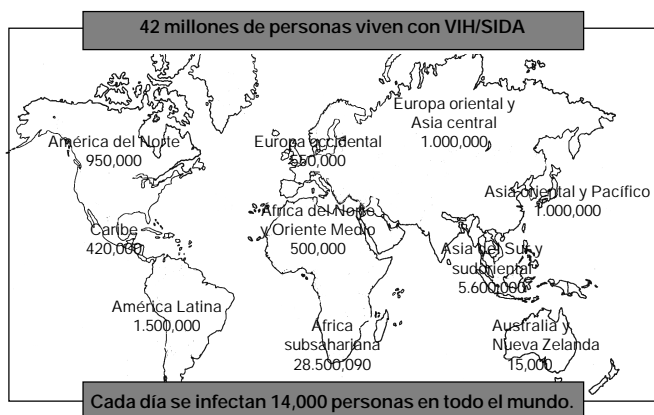 42 millones de personas viven con VIH/SIDA
Europa oriental y
Asia central
1.000,000
América del Norte
950,000
Europa occidental
550,000
Asia oriental y Pacífico
1.000,000
Caribe
420,000
África del Norte
y Oriente Medio
500,000
Asia del Sur y
sudoriental
5.600.000
América Latina
1.500,000
África
subsahariana
28.500,090
Australia y
Nueva Zelanda
15,000
Cada día se infectan 14,000 personas en todo el mundo.